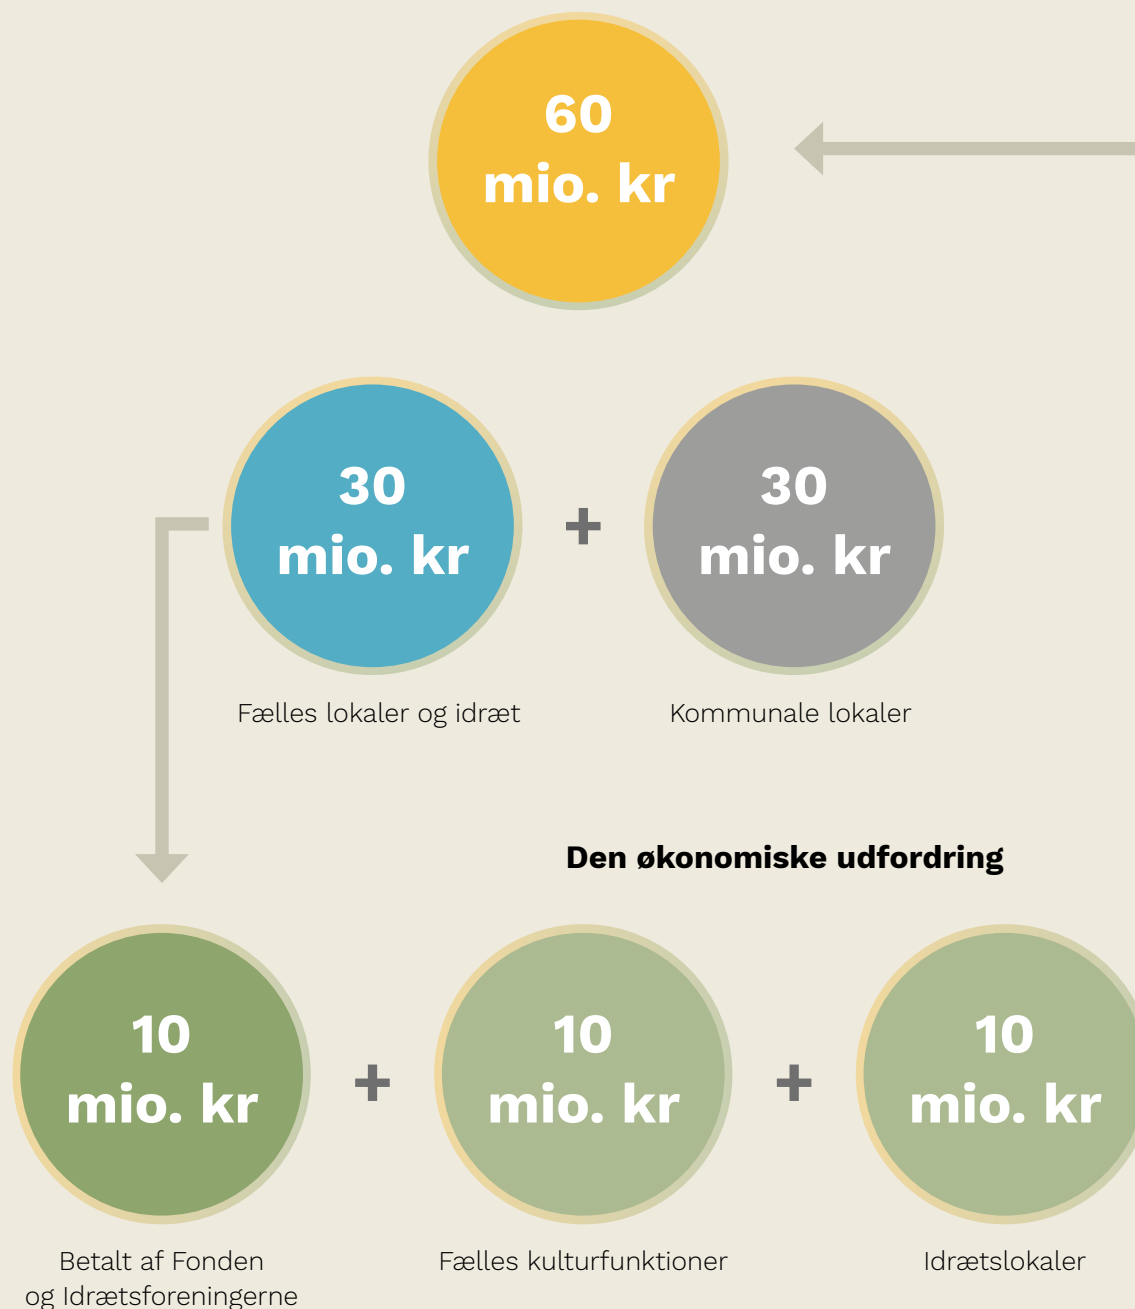 60
mio. kr
30
mio. kr
+
30
mio. kr
Fælles lokaler og idræt
Kommunale lokaler
Den økonomiske udfordring
10
mio. kr
+
10
mio. kr
+
10
mio. kr
Betalt af Fonden
og Idrætsforeningerne
Fælles kulturfunktioner
Idrætslokaler